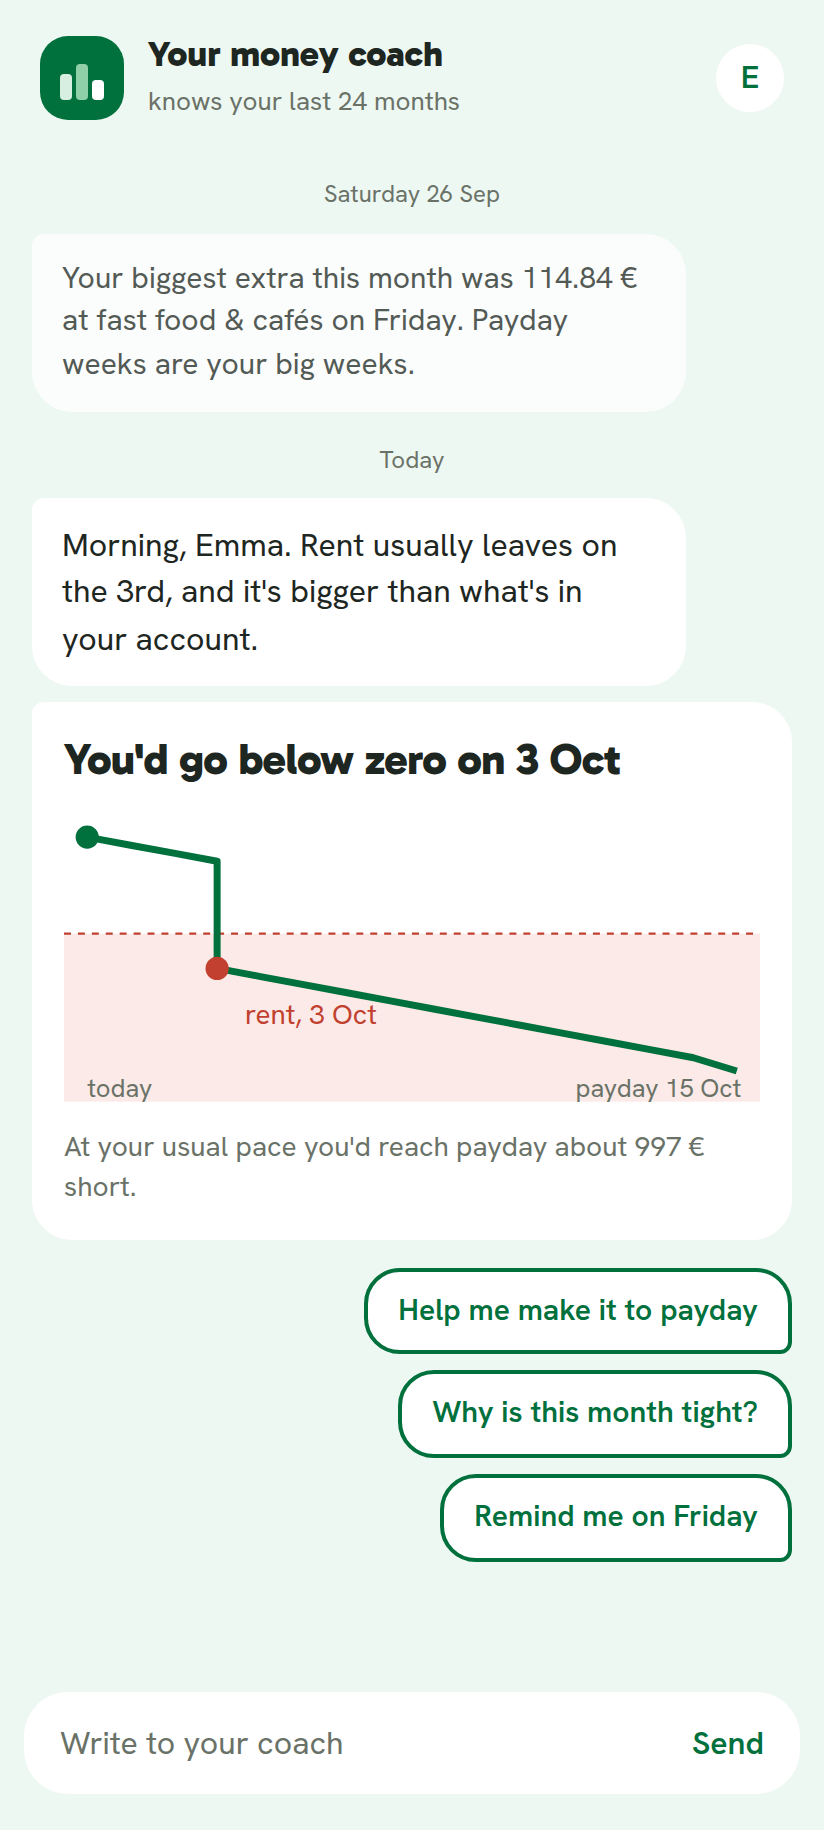 Your money coach
knows your last 24 months
E
Saturday 26 Sep
Your biggest extra this month was 114.84 €
at fast food & cafés on Friday. Payday
weeks are your big weeks.
Today
Morning, Emma. Rent usually leaves on
the 3rd, and it's bigger than what's in
your account.
You'd go below zero on 3 Oct
rent, 3 Oct
today
payday 15 Oct
At your usual pace you'd reach payday about 997 €
short.
Help me make it to payday
Why is this month tight?
Remind me on Friday
Write to your coach
Send